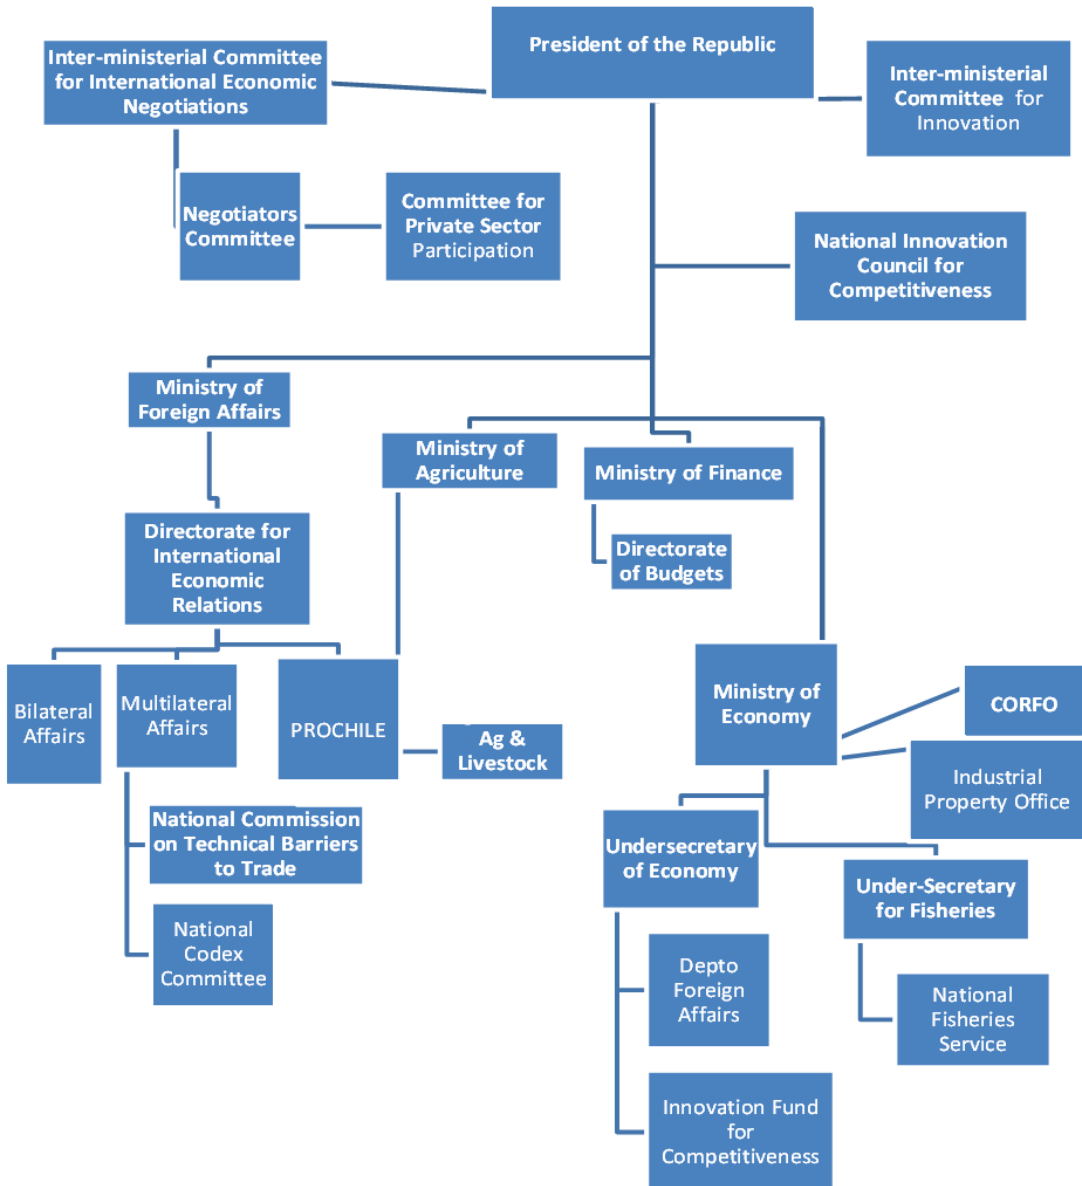 President of the Republic
Inter-ministerial Committee
for International Economic
Negotiations
Inter-ministerial
Committee for
Innovation
Negotiators
Committee
Committee for
Private Sector
Participation
National Innovation
Council for
Competitiveness
Ministry of
Foreign Affairs
Ministry of
Agriculture
Ministry of Finance
Directorate for
International
Economic
Relations
Directorate
of Budgets
Bilateral
Affairs
Multilateral
Affairs
PROCHILE
Ag &
Livestock
Ministry of
Economy
CORFO
Industrial
Property Office
National Commission
on Technical Barriers
to Trade
National
Codex
Committee
Undersecretary
of Economy
Under-Secretary
for Fisheries
Depto
Foreign
Affairs
National
Fisheries
Service
Innovation Fund
for
Competitiveness